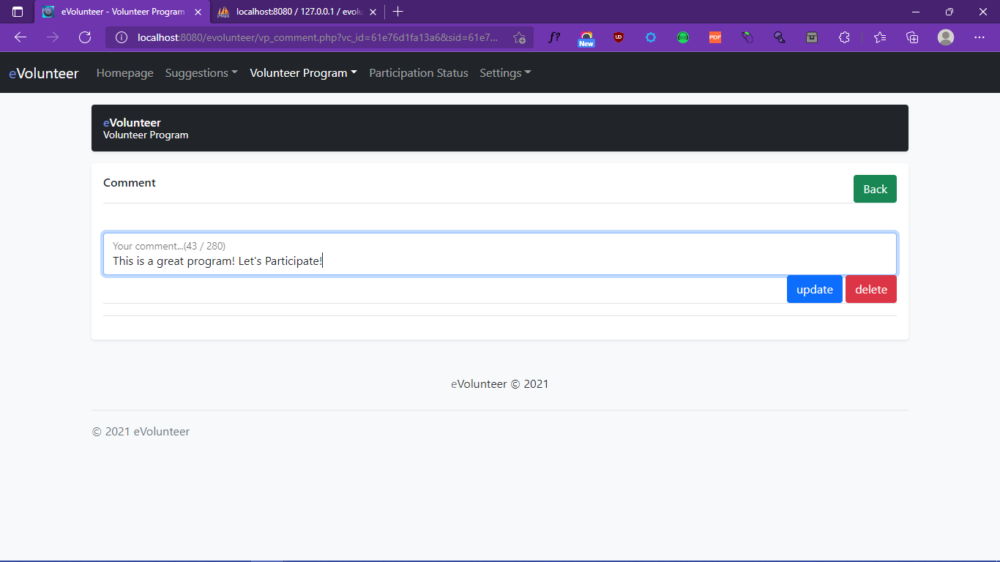 eVolunteer - Volunteer Program
localhost:8080 / 127.0.0.1 / evolu
localhost:8080/evolunteer/vp_comment.php?vc_id=61e76d1fa13a6&sid=61e7...
f?
New
UD
PDF
eVolunteer Homepage Suggestions Volunteer Program Participation Status Settings
eVolunteer
Volunteer Program
Comment
Back
Your comment...(43 / 280)
This is a great program! Let's Participate!
update delete
eVolunteer © 2021
© 2021 eVolunteer